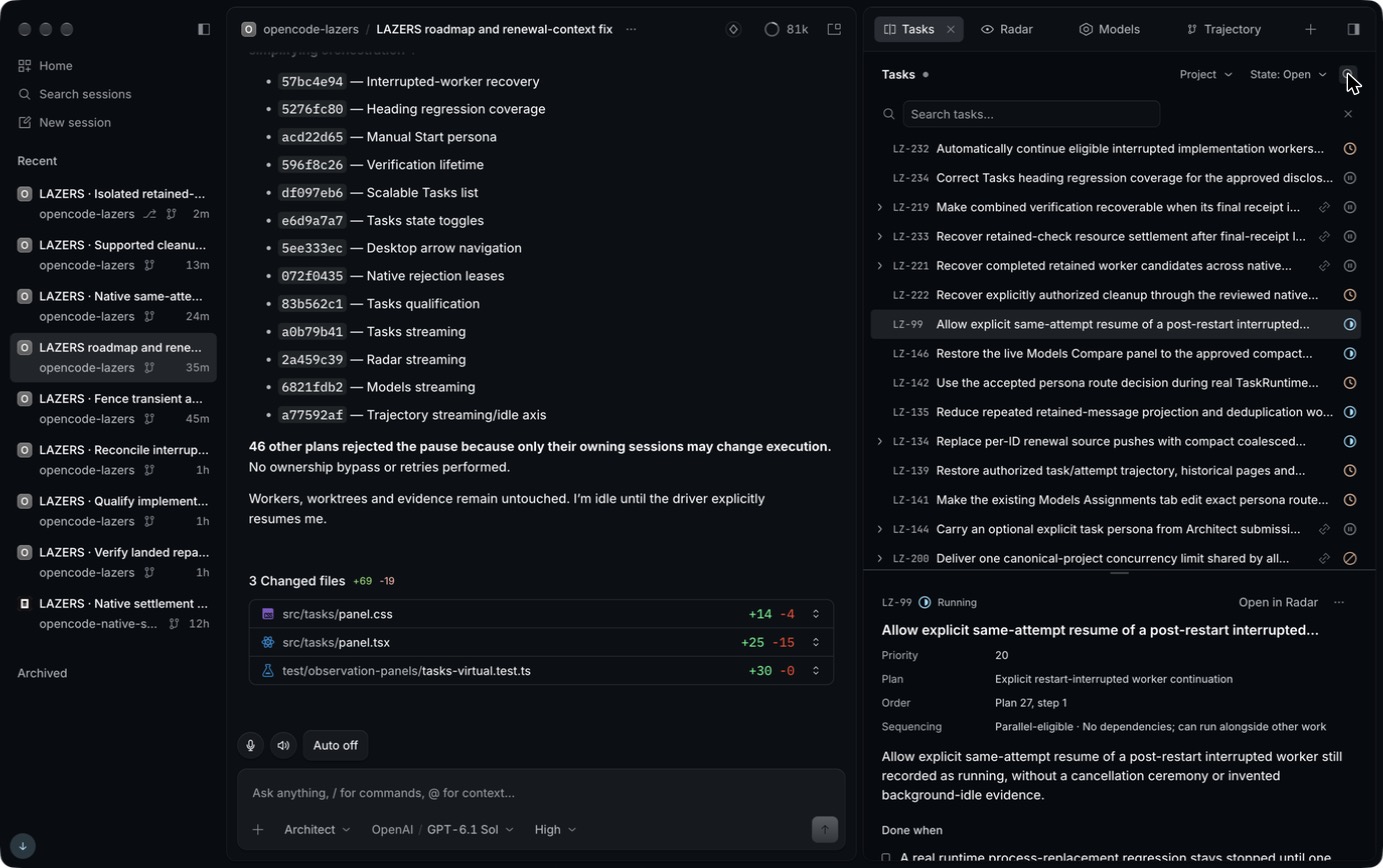 Home
Search sessions
New session
Recent
LAZERS · Isolated retained-...
opencode-lazers 2m
LAZERS · Supported cleanu...
opencode-lazers 13m
LAZERS · Native same-atte...
opencode-lazers 24m
LAZERS roadmap and rene...
opencode-lazers 35m
LAZERS · Fence transient a...
opencode-lazers 45m
LAZERS · Reconcile interrup...
opencode-lazers 1h
LAZERS · Qualify implement...
opencode-lazers 1h
LAZERS · Verify landed repa...
opencode-lazers 1h
LAZERS · Native settlement ...
opencode-native-s... 12h
Archived
opencode-lazers / LAZERS roadmap and renewal-context fix ... 81k
simplifying orchestration
• 57bc4e94 — Interrupted-worker recovery
• 5276fc80 — Heading regression coverage
• acd22d65 — Manual Start persona
• 596f8c26 — Verification lifetime
• df097eb6 — Scalable Tasks list
• e6d9a7a7 — Tasks state toggles
• 5ee333ec — Desktop arrow navigation
• 072f0435 — Native rejection leases
• 83b562c1 — Tasks qualification
• a0b79b41 — Tasks streaming
• 2a459c39 — Radar streaming
• 6821fdb2 — Models streaming
• a77592af — Trajectory streaming/idle axis
46 other plans rejected the pause because only their owning sessions may change execution.
No ownership bypass or retries performed.
Workers, worktrees and evidence remain untouched. I'm idle until the driver explicitly
resumes me.
3 Changed files +69 -19
src/tasks/panel.css +14 -4
src/tasks/panel.tsx +25 -15
test/observation-panels/tasks-virtual.test.ts +30 -0
Auto off
Ask anything, / for commands, @ for context...
Architect OpenAI / GPT-6.1 Sol High
Tasks Radar Models Trajectory
Tasks Project State: Open
Search tasks...
LZ-232 Automatically continue eligible interrupted implementation workers...
LZ-234 Correct Tasks heading regression coverage for the approved disclos...
LZ-219 Make combined verification recoverable when its final receipt i...
LZ-233 Recover retained-check resource settlement after final-receipt l...
LZ-221 Recover completed retained worker candidates across native...
LZ-222 Recover explicitly authorized cleanup through the reviewed native...
LZ-99 Allow explicit same-attempt resume of a post-restart interrupted...
LZ-146 Restore the live Models Compare panel to the approved compact...
LZ-142 Use the accepted persona route decision during real TaskRuntime...
LZ-135 Reduce repeated retained-message projection and deduplication wo...
LZ-134 Replace per-ID renewal source pushes with compact coalesced...
LZ-139 Restore authorized task/attempt trajectory, historical pages and...
LZ-141 Make the existing Models Assignments tab edit exact persona route...
LZ-144 Carry an optional explicit task persona from Architect submissi...
LZ-200 Deliver one canonical-project concurrency limit shared by all...
LZ-99 Running Open in Radar ...
Allow explicit same-attempt resume of a post-restart interrupted...
Priority 20
Plan Explicit restart-interrupted worker continuation
Order Plan 27, step 1
Sequencing Parallel-eligible · No dependencies; can run alongside other work
Allow explicit same-attempt resume of a post-restart interrupted worker still
recorded as running, without a cancellation ceremony or invented
background-idle evidence.
Done when
A real runtime process-replacement regression stays stopped until one